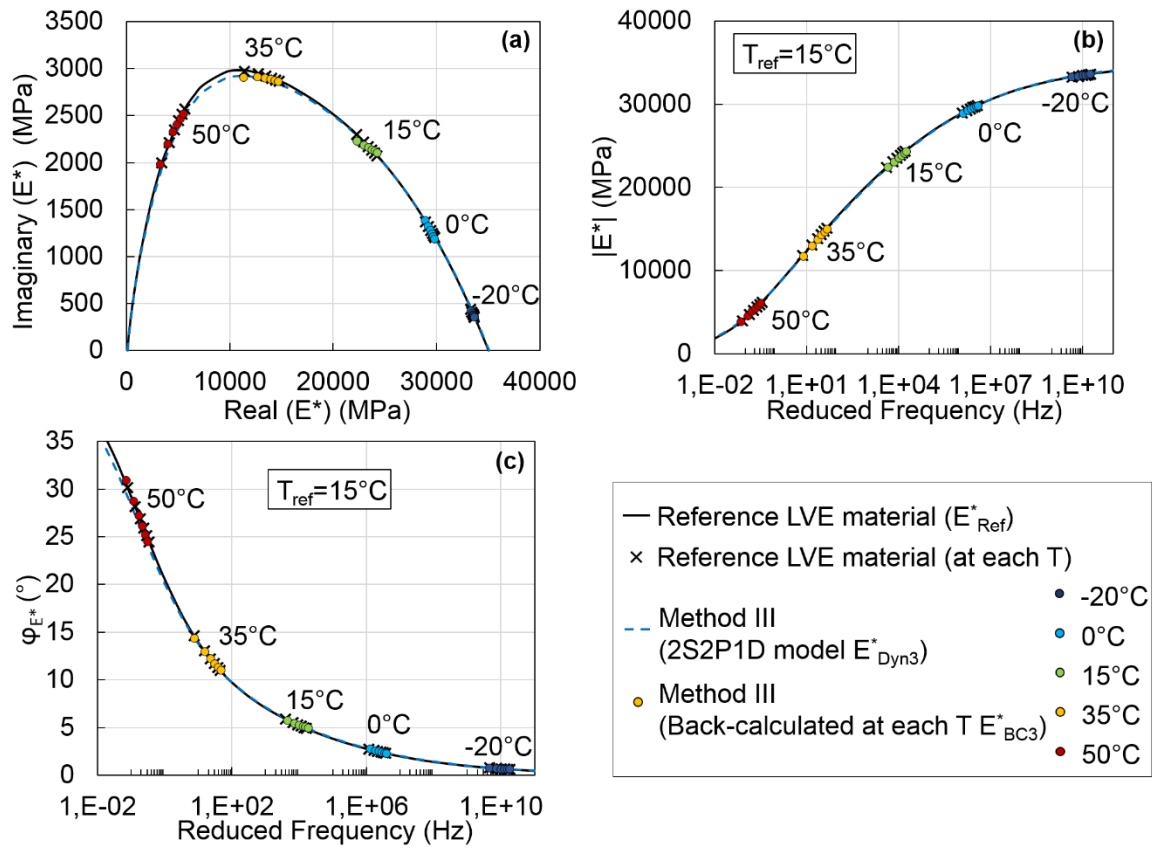 (a)
3500
3000
2500
2000
1500
1000
500
0
Imaginary (E*) (MPa)
35°C
50°C
15°C
0°C
-20°C
0 10000 20000 30000 40000
Real (E*) (MPa)
(b)
Tref=15°C
40000
30000
20000
10000
0
|E*| (MPa)
-20°C
0°C
15°C
35°C
50°C
1,E-02 1,E+01 1,E+04 1,E+07 1,E+10
Reduced Frequency (Hz)
(c)
Tref=15°C
35
30
25
20
15
10
5
0
φE* (°)
50°C
35°C
15°C
0°C
-20°C
1,E-02 1,E+02 1,E+06 1,E+10
Reduced Frequency (Hz)
Reference LVE material (E*Ref)
Reference LVE material (at each T)
Method III
(2S2P1D model E*Dyn3)
Method III
(Back-calculated at each T E*BC3)
-20°C
0°C
15°C
35°C
50°C